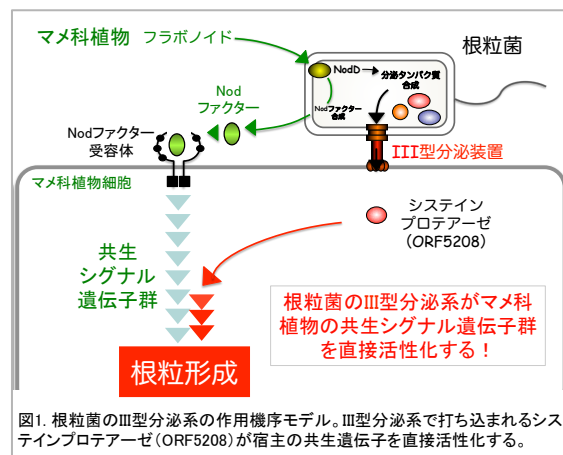 マメ科植物 フラボノイド
根粒菌
NodD
分泌タンパク質
合成
Nodファクター
合成
Nod
ファクター
Nodファクター
受容体
III型分泌装置
マメ科植物細胞
システイン
プロテアーゼ
(ORF5208)
共生
シグナル
遺伝子群
根粒菌のIII型分泌系がマメ科
植物の共生シグナル遺伝子群
を直接活性化する！
根粒形成
図1. 根粒菌のIII型分泌系の作用機序モデル。III型分泌系で打ち込まれるシス
テインプロテアーゼ(ORF5208)が宿主の共生遺伝子を直接活性化する。